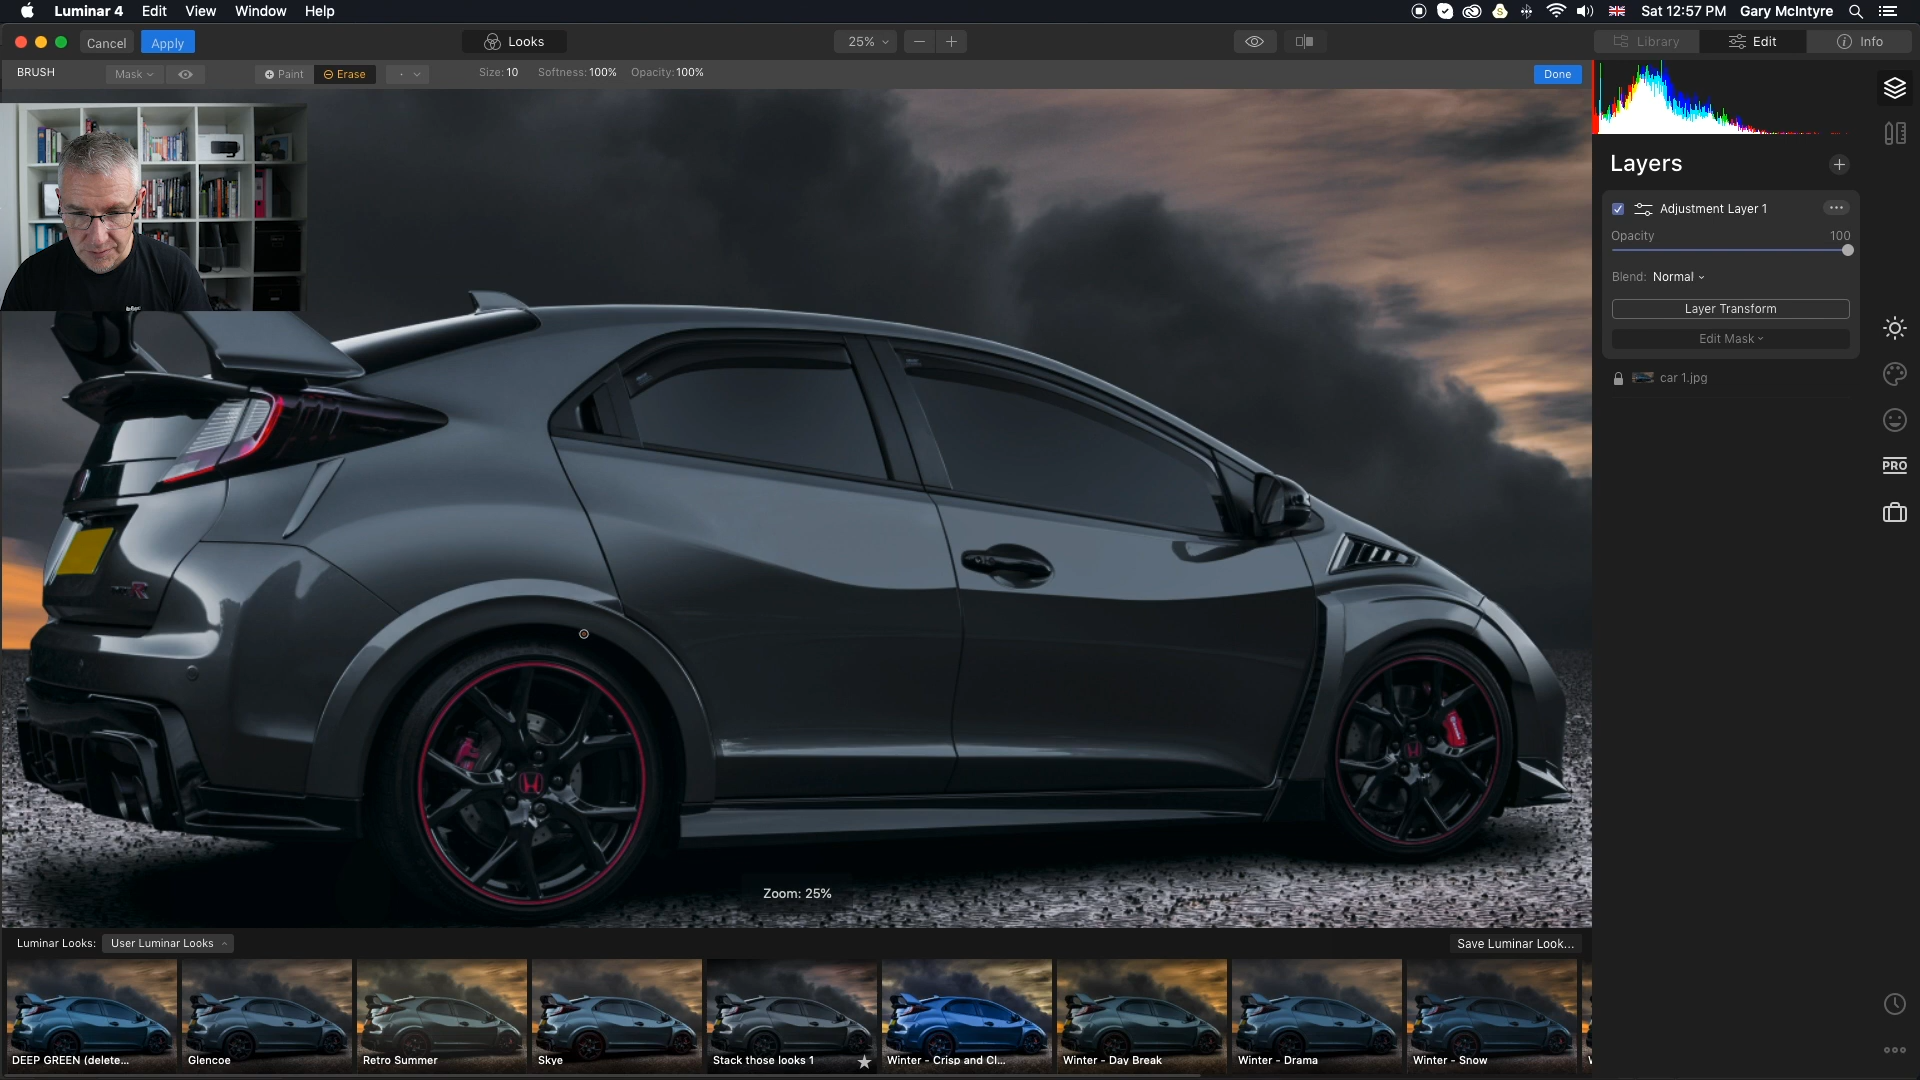 Luminar 4 Edit View Window Help
Sat 12:57 PM Gary McIntyre
Cancel Apply Looks 25% Library Edit Info
BRUSH Mask Paint Erase Size: 10 Softness: 100% Opacity: 100% Done
Layers
Adjustment Layer 1
Opacity 100
Blend: Normal
Layer Transform
Edit Mask
car 1.jpg
PRO
Zoom: 25%
Luminar Looks: User Luminar Looks Save Luminar Look...
DEEP GREEN (delete... Glencoe Retro Summer Skye Stack those looks 1 Winter - Crisp and Cl... Winter - Day Break Winter - Drama Winter - Snow